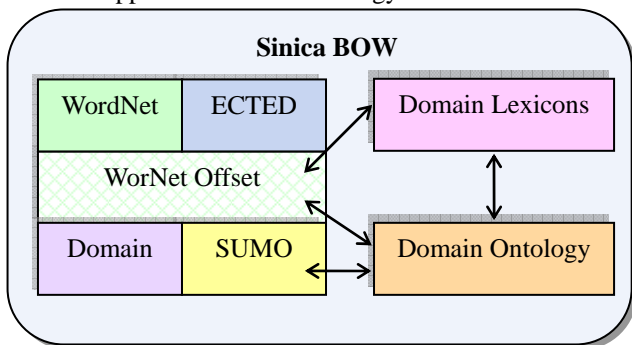 Sinica BOW
WordNet
ECTED
Domain Lexicons
WorNet Offset
Domain
SUMO
Domain Ontology